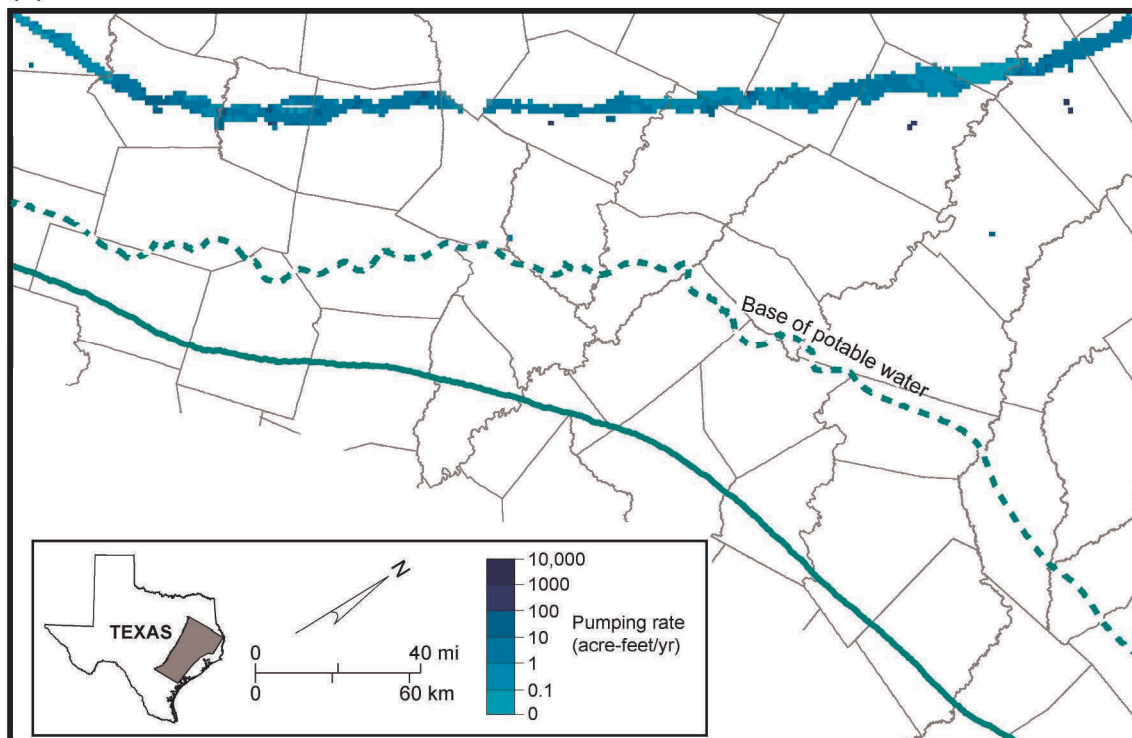 Base of potable water
N
TEXAS
0 40 mi
0 60 km
10,000
1000
100
10
1
0.1
0
Pumping rate
(acre-feet/yr)